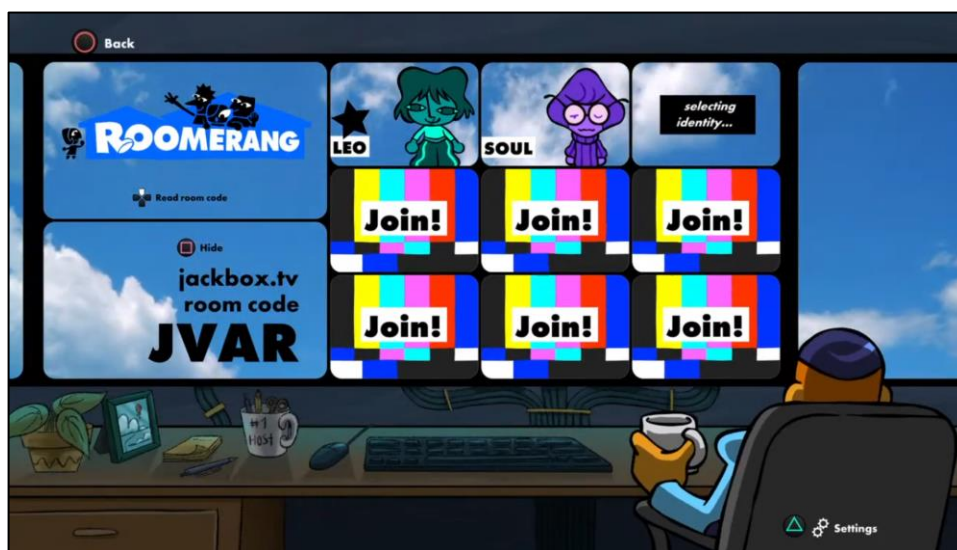 Back
ROOMERANG
Read room code
Hide
jackbox.tv
room code
JVAR
LEO
SOUL
selecting
identity...
Join!
Join!
Join!
Join!
Join!
Join!
#1
Host
Settings